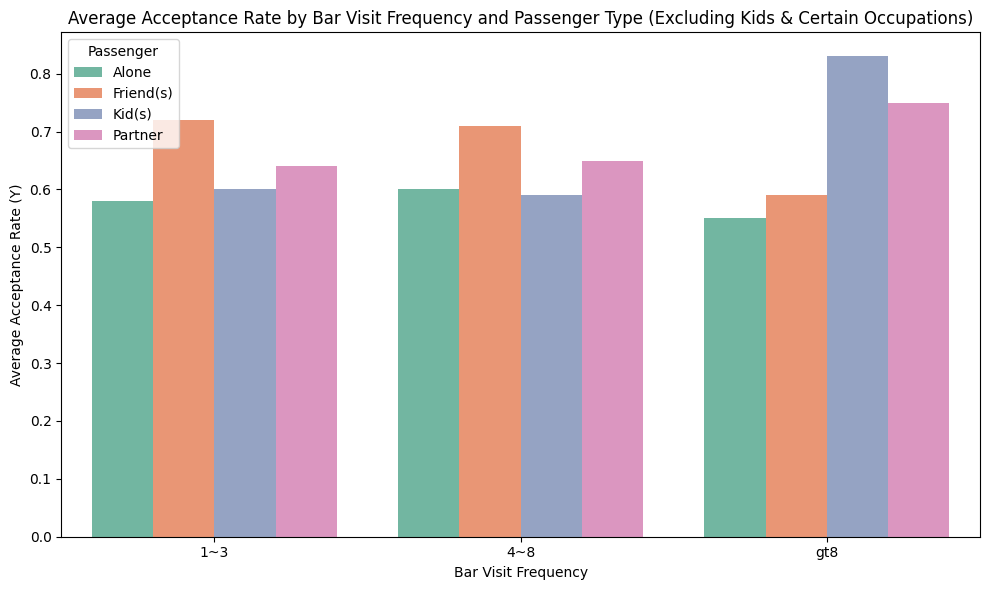 Average Acceptance Rate by Bar Visit Frequency and Passenger Type (Excluding Kids & Certain Occupations)
Passenger
Alone
Friend(s)
Kid(s)
Partner
Average Acceptance Rate (Y)
0.8
0.7
0.6
0.5
0.4
0.3
0.2
0.1
0.0
1~3
4~8
gt8
Bar Visit Frequency